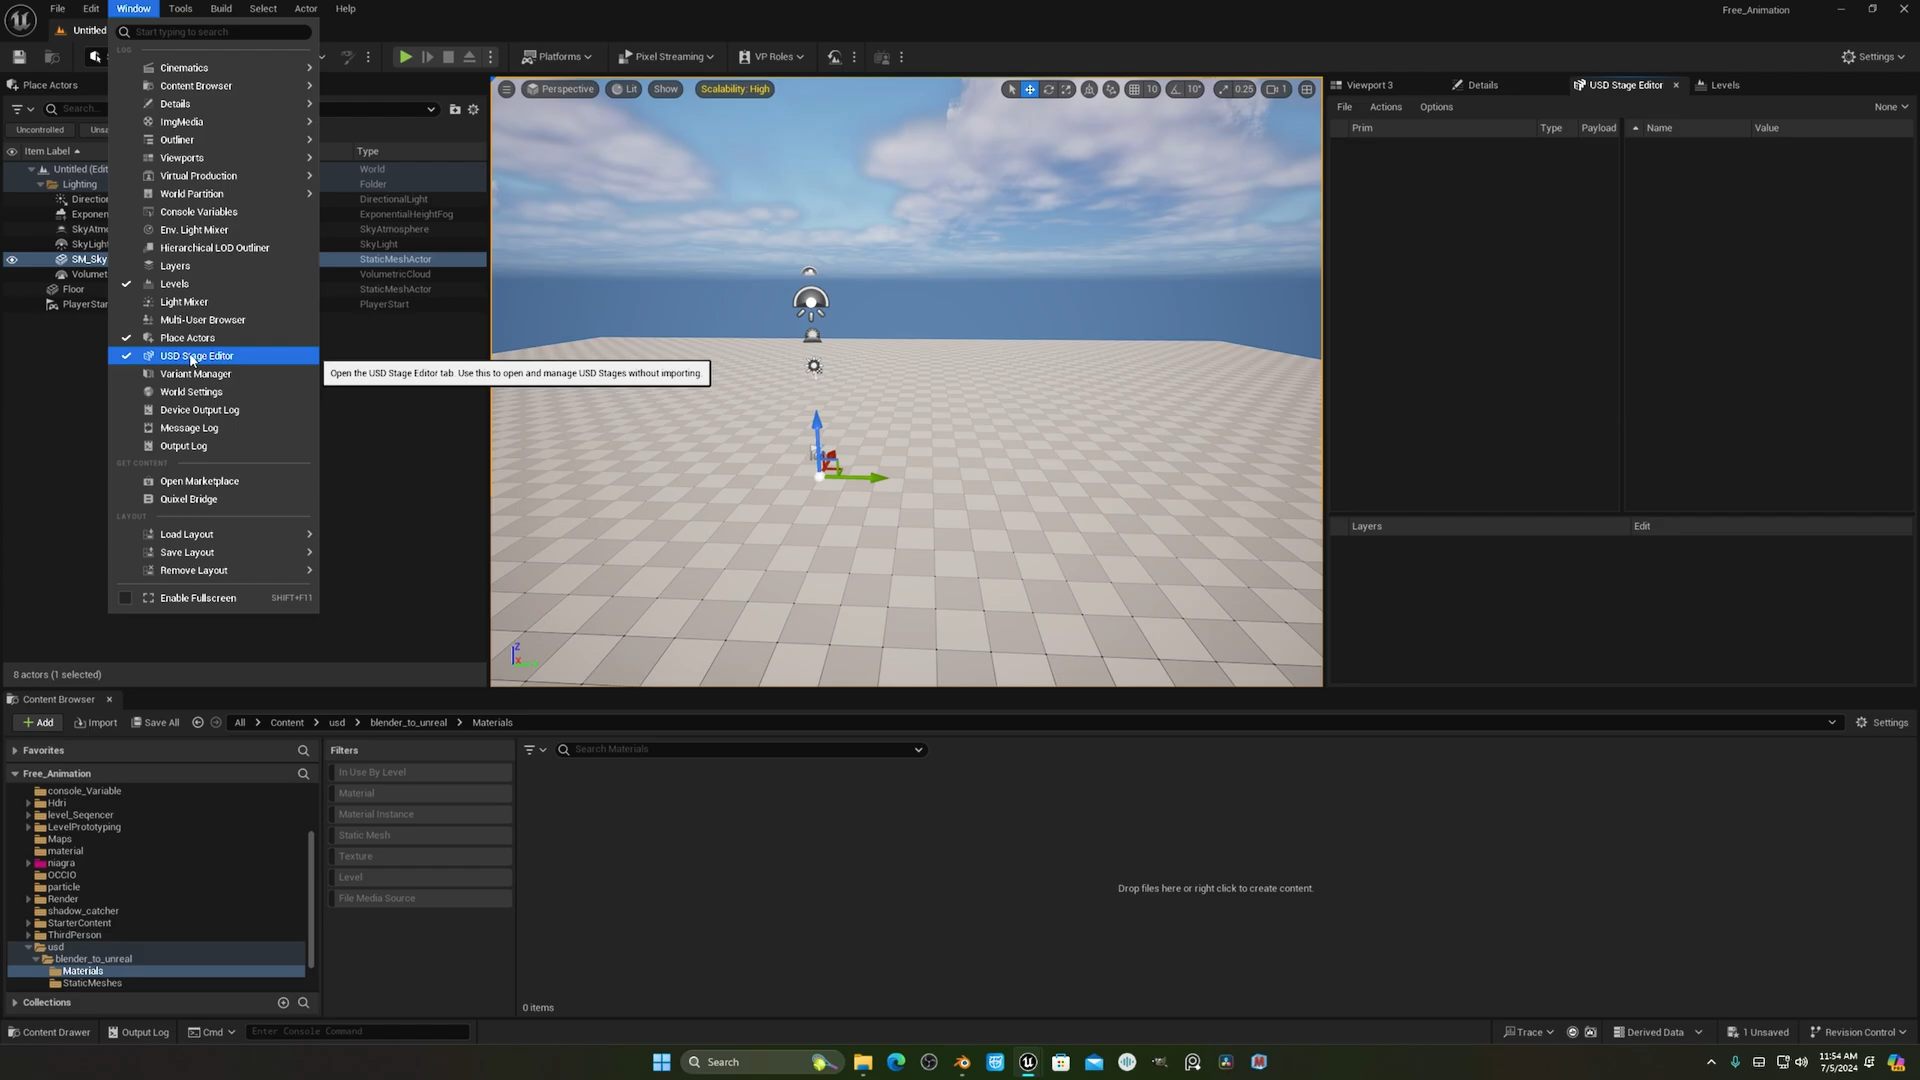 File Edit Window Tools Build Select Actor Help
Free_Animation
Untitled
Start typing to search
LOG
Cinematics
Content Browser
Details
ImgMedia
Outliner
Viewports
Virtual Production
World Partition
Console Variables
Env. Light Mixer
Hierarchical LOD Outliner
Layers
Levels
Light Mixer
Multi-User Browser
Place Actors
USD Stage Editor
Variant Manager
World Settings
Device Output Log
Message Log
Output Log
GET CONTENT
Open Marketplace
Quixel Bridge
LAYOUT
Load Layout
Save Layout
Remove Layout
Enable Fullscreen SHIFT+F11
Open the USD Stage Editor tab. Use this to open and manage USD Stages without importing.
Platforms Pixel Streaming VP Roles Settings
Place Actors
Search...
Uncontrolled Unsa
Item Label Type
Untitled (Edit World
Lighting Folder
Direction DirectionalLight
Exponen ExponentialHeightFog
SkyAtmo SkyAtmosphere
SkyLight SkyLight
SM_Sky StaticMeshActor
Volumet VolumetricCloud
Floor StaticMeshActor
PlayerStar PlayerStart
8 actors (1 selected)
Perspective Lit Show Scalability: High 10 10° 0.25 1
Z
X
Viewport 3 Details USD Stage Editor Levels
File Actions Options None
Prim Type Payload Name Value
Layers Edit
Content Browser
Add Import Save All All Content usd blender_to_unreal Materials Settings
Favorites
Free_Animation
console_Variable
Hdri
level_Seqencer
LevelPrototyping
Maps
material
niagra
OCCIO
particle
Render
shadow_catcher
StarterContent
ThirdPerson
usd
blender_to_unreal
Materials
StaticMeshes
Collections
Filters
In Use By Level
Material
Material Instance
Static Mesh
Texture
Level
File Media Source
Search Materials
Drop files here or right click to create content.
0 items
Content Drawer Output Log Cmd Enter Console Command Trace Derived Data 1 Unsaved Revision Control
Search
11:54 AM
7/5/2024